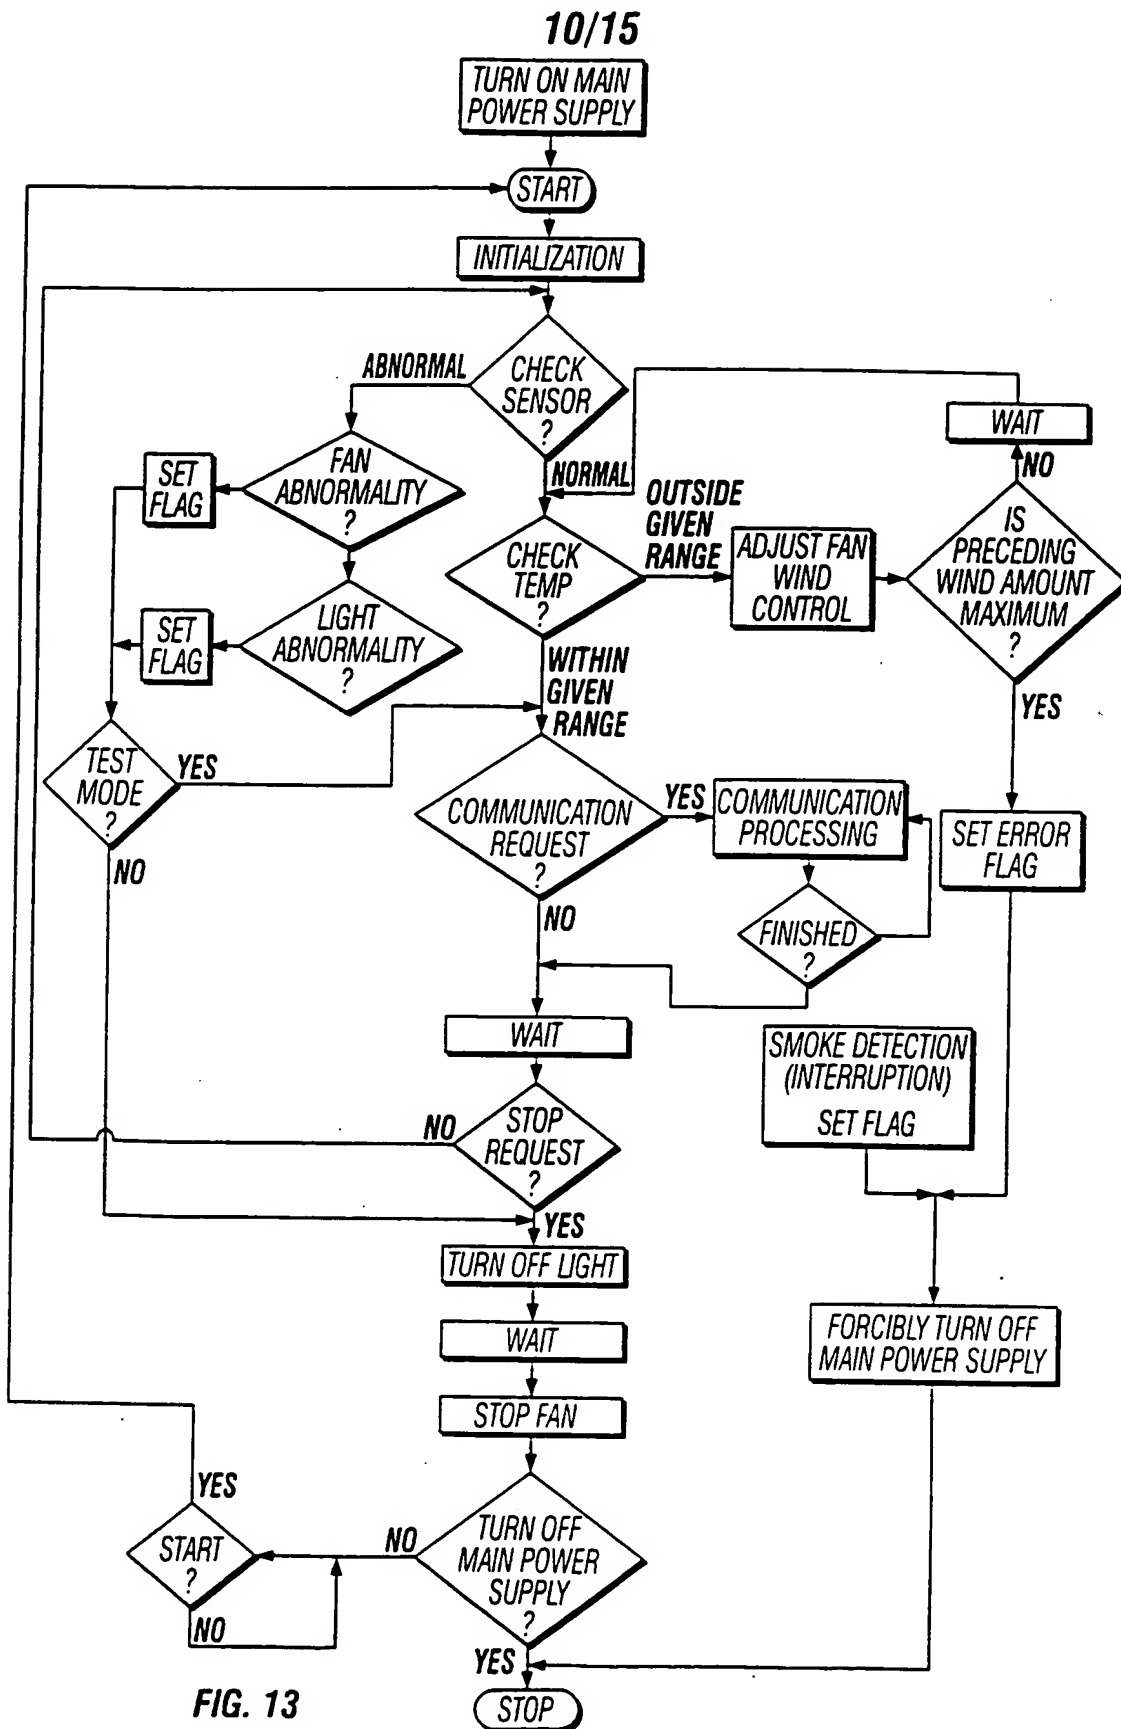 10/15
TURN ON MAIN
POWER SUPPLY
START
INITIALIZATION
CHECK
SENSOR
?
ABNORMAL
NORMAL
FAN
ABNORMALITY
?
SET
FLAG
LIGHT
ABNORMALITY
?
SET
FLAG
TEST
MODE
?
YES
NO
CHECK
TEMP
?
OUTSIDE
GIVEN
RANGE
WITHIN
GIVEN
RANGE
ADJUST FAN
WIND
CONTROL
IS
PRECEDING
WIND AMOUNT
MAXIMUM
?
NO
WAIT
YES
SET ERROR
FLAG
COMMUNICATION
REQUEST
?
YES
COMMUNICATION
PROCESSING
FINISHED
?
NO
WAIT
SMOKE DETECTION
(INTERRUPTION)
SET FLAG
STOP
REQUEST
?
NO
YES
TURN OFF LIGHT
WAIT
STOP FAN
FORCIBLY TURN OFF
MAIN POWER SUPPLY
TURN OFF
MAIN POWER
SUPPLY
?
NO
START
?
YES
NO
YES
STOP
FIG. 13